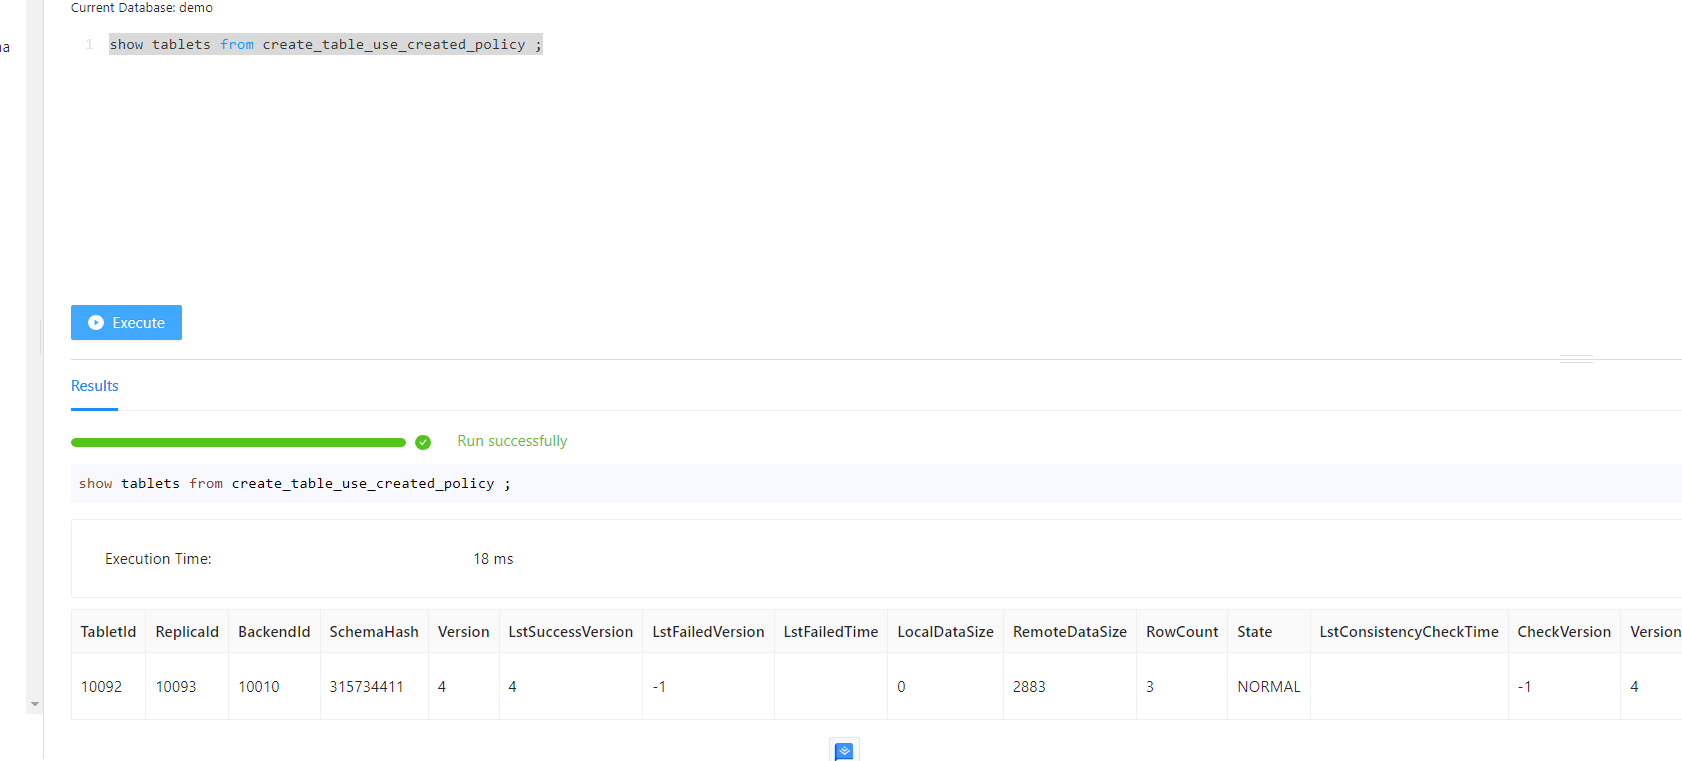 Current Database: demo
na
1 show tablets from create_table_use_created_policy ;
Execute
Results
Run successfully
show tablets from create_table_use_created_policy ;
Execution Time: 18 ms
TabletId ReplicaId BackendId SchemaHash Version LstSuccessVersion LstFailedVersion LstFailedTime LocalDataSize RemoteDataSize RowCount State LstConsistencyCheckTime CheckVersion Version
10092 10093 10010 315734411 4 4 -1 0 2883 3 NORMAL -1 4